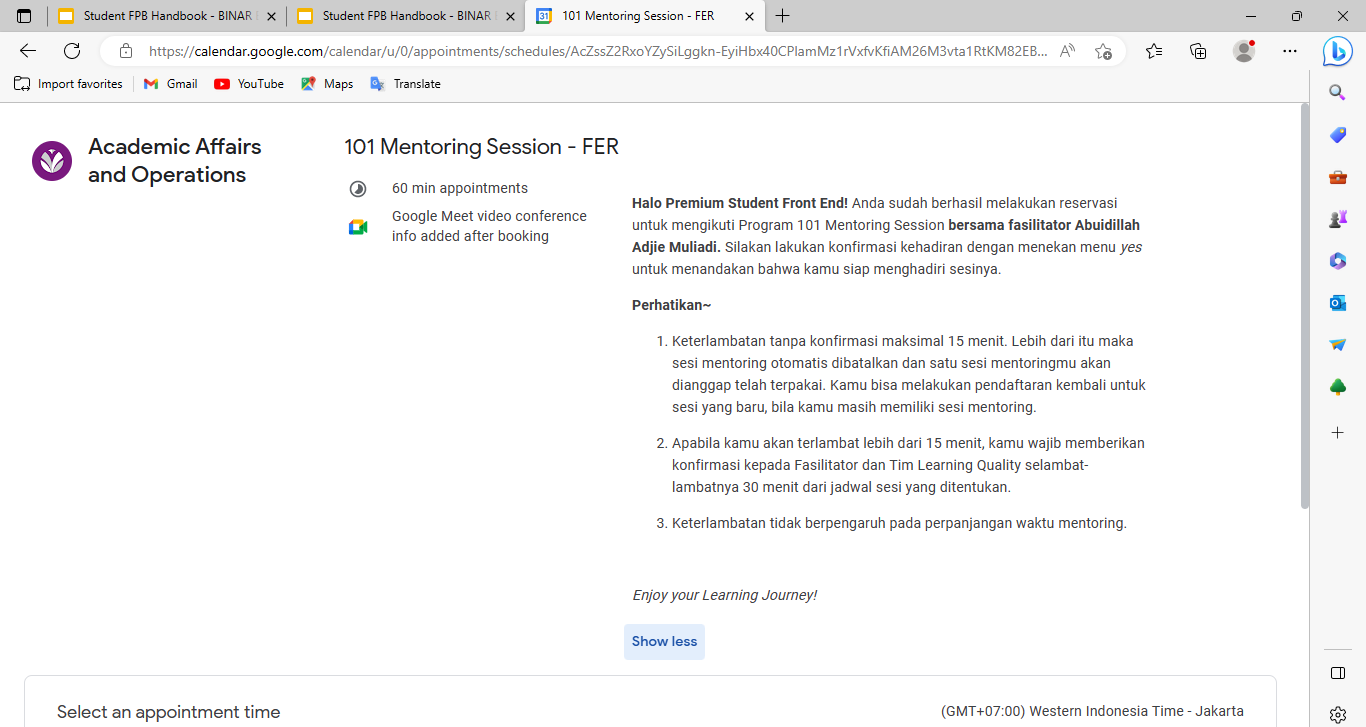 Student FPB Handbook - BINAR
Student FPB Handbook - BINAR
101 Mentoring Session - FER
https://calendar.google.com/calendar/u/0/appointments/schedules/AcZssZ2RxoYZySiLggkn-EyiHbx40CPlamMz1rVxfvKfiAM26M3vta1RtKM82EB...
Import favorites
Gmail
YouTube
Maps
Translate
Academic Affairs
and Operations
101 Mentoring Session - FER
60 min appointments
Google Meet video conference
info added after booking
Halo Premium Student Front End! Anda sudah berhasil melakukan reservasi
untuk mengikuti Program 101 Mentoring Session bersama fasilitator Abuidillah
Adjie Muliadi. Silakan lakukan konfirmasi kehadiran dengan menekan menu yes
untuk menandakan bahwa kamu siap menghadiri sesinya.
Perhatikan~
1. Keterlambatan tanpa konfirmasi maksimal 15 menit. Lebih dari itu maka
sesi mentoring otomatis dibatalkan dan satu sesi mentoringmu akan
dianggap telah terpakai. Kamu bisa melakukan pendaftaran kembali untuk
sesi yang baru, bila kamu masih memiliki sesi mentoring.
2. Apabila kamu akan terlambat lebih dari 15 menit, kamu wajib memberikan
konfirmasi kepada Fasilitator dan Tim Learning Quality selambat-
lambatnya 30 menit dari jadwal sesi yang ditentukan.
3. Keterlambatan tidak berpengaruh pada perpanjangan waktu mentoring.
Enjoy your Learning Journey!
Show less
Select an appointment time
(GMT+07:00) Western Indonesia Time - Jakarta